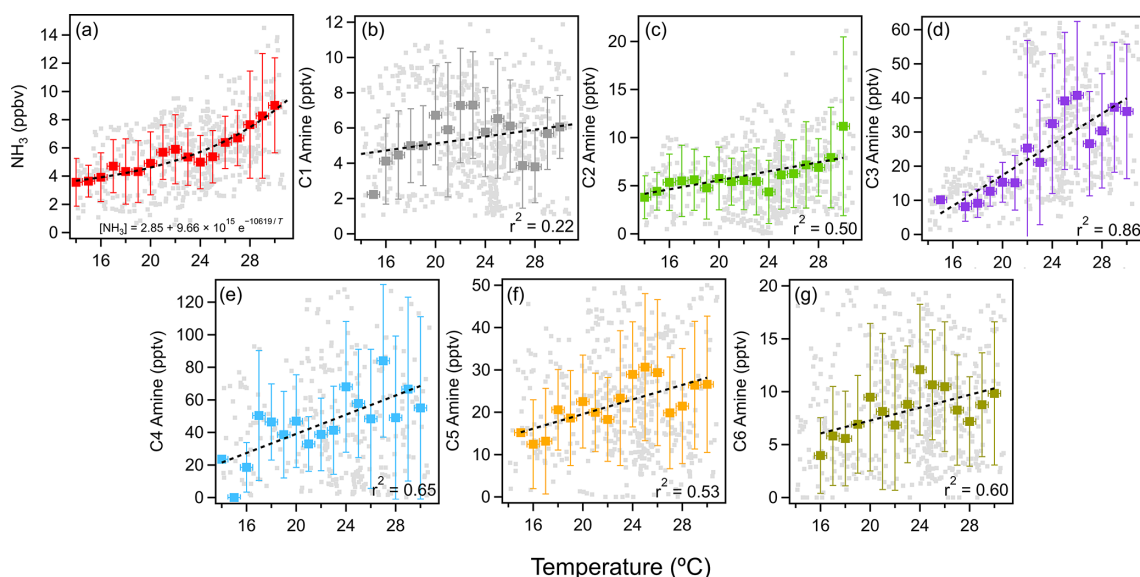 (a)
NH3 (ppbv)
14
12
10
8
6
4
2
0
16 20 24 28
[NH3] = 2.85 + 9.66 × 10^15 e^−10619/T
(b)
C1 Amine (pptv)
12
10
8
6
4
2
0
16 20 24 28
r^2 = 0.22
(c)
C2 Amine (pptv)
20
15
10
5
0
16 20 24 28
r^2 = 0.50
(d)
C3 Amine (pptv)
60
50
40
30
20
10
0
16 20 24 28
r^2 = 0.86
(e)
C4 Amine (pptv)
120
100
80
60
40
20
0
16 20 24 28
r^2 = 0.65
(f)
C5 Amine (pptv)
50
40
30
20
10
0
16 20 24 28
r^2 = 0.53
(g)
C6 Amine (pptv)
20
15
10
5
0
16 20 24 28
r^2 = 0.60
Temperature (ºC)